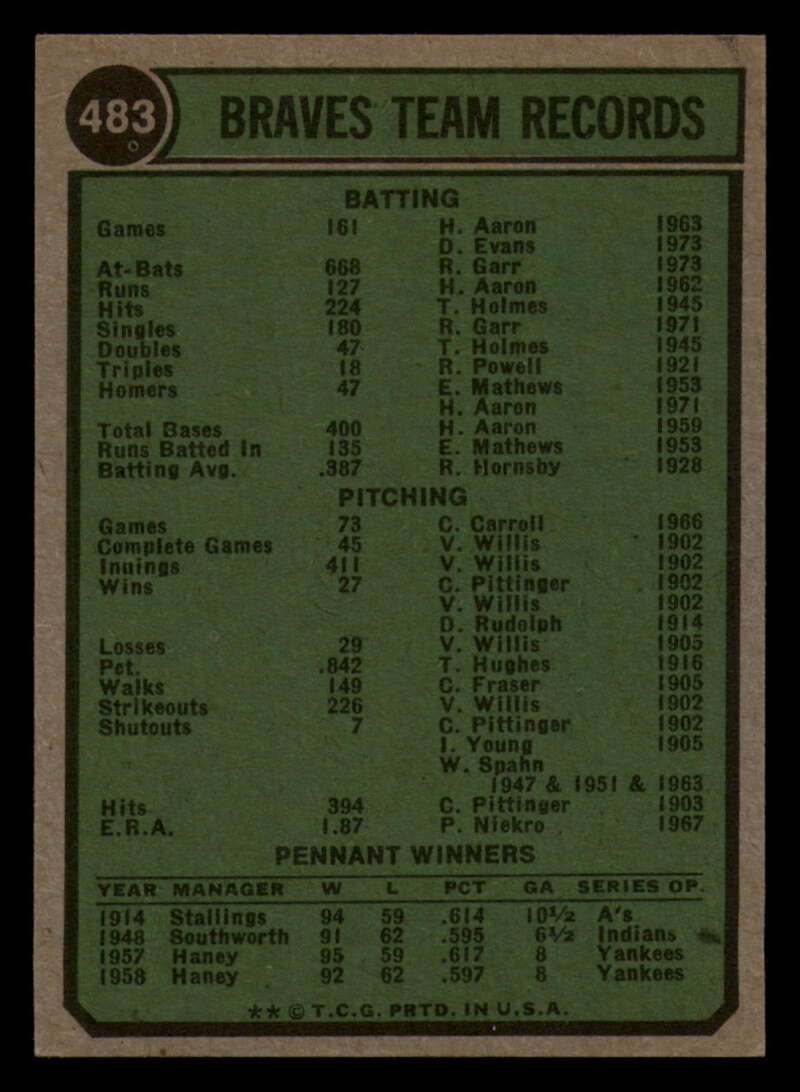 483
BRAVES TEAM RECORDS
BATTING
Games 161 H. Aaron 1963
D. Evans 1973
At-Bats 668 R. Garr 1973
Runs 127 H. Aaron 1962
Hits 224 T. Holmes 1945
Singles 180 R. Garr 1971
Doubles 47 T. Holmes 1945
Triples 18 R. Powell 1921
Homers 47 E. Mathews 1953
H. Aaron 1971
Total Bases 400 H. Aaron 1959
Runs Batted In 135 E. Mathews 1953
Batting Avg. .387 R. Hornsby 1928
PITCHING
Games 73 C. Carroll 1966
Complete Games 45 V. Willis 1902
Innings 411 V. Willis 1902
Wins 27 C. Pittinger 1902
V. Willis 1902
D. Rudolph 1914
Losses 29 V. Willis 1905
Pct. .842 T. Hughes 1916
Walks 149 C. Fraser 1905
Strikeouts 226 V. Willis 1902
Shutouts 7 C. Pittinger 1902
I. Young 1905
W. Spahn
1947 & 1951 & 1963
Hits 394 C. Pittinger 1903
E.R.A. 1.87 P. Niekro 1967
PENNANT WINNERS
YEAR MANAGER W L PCT GA SERIES OP.
1914 Stallings 94 59 .614 10½ A's
1948 Southworth 91 62 .595 6½ Indians
1957 Haney 95 59 .617 8 Yankees
1958 Haney 92 62 .597 8 Yankees
** © T.C.G. PRTD. IN U.S.A.